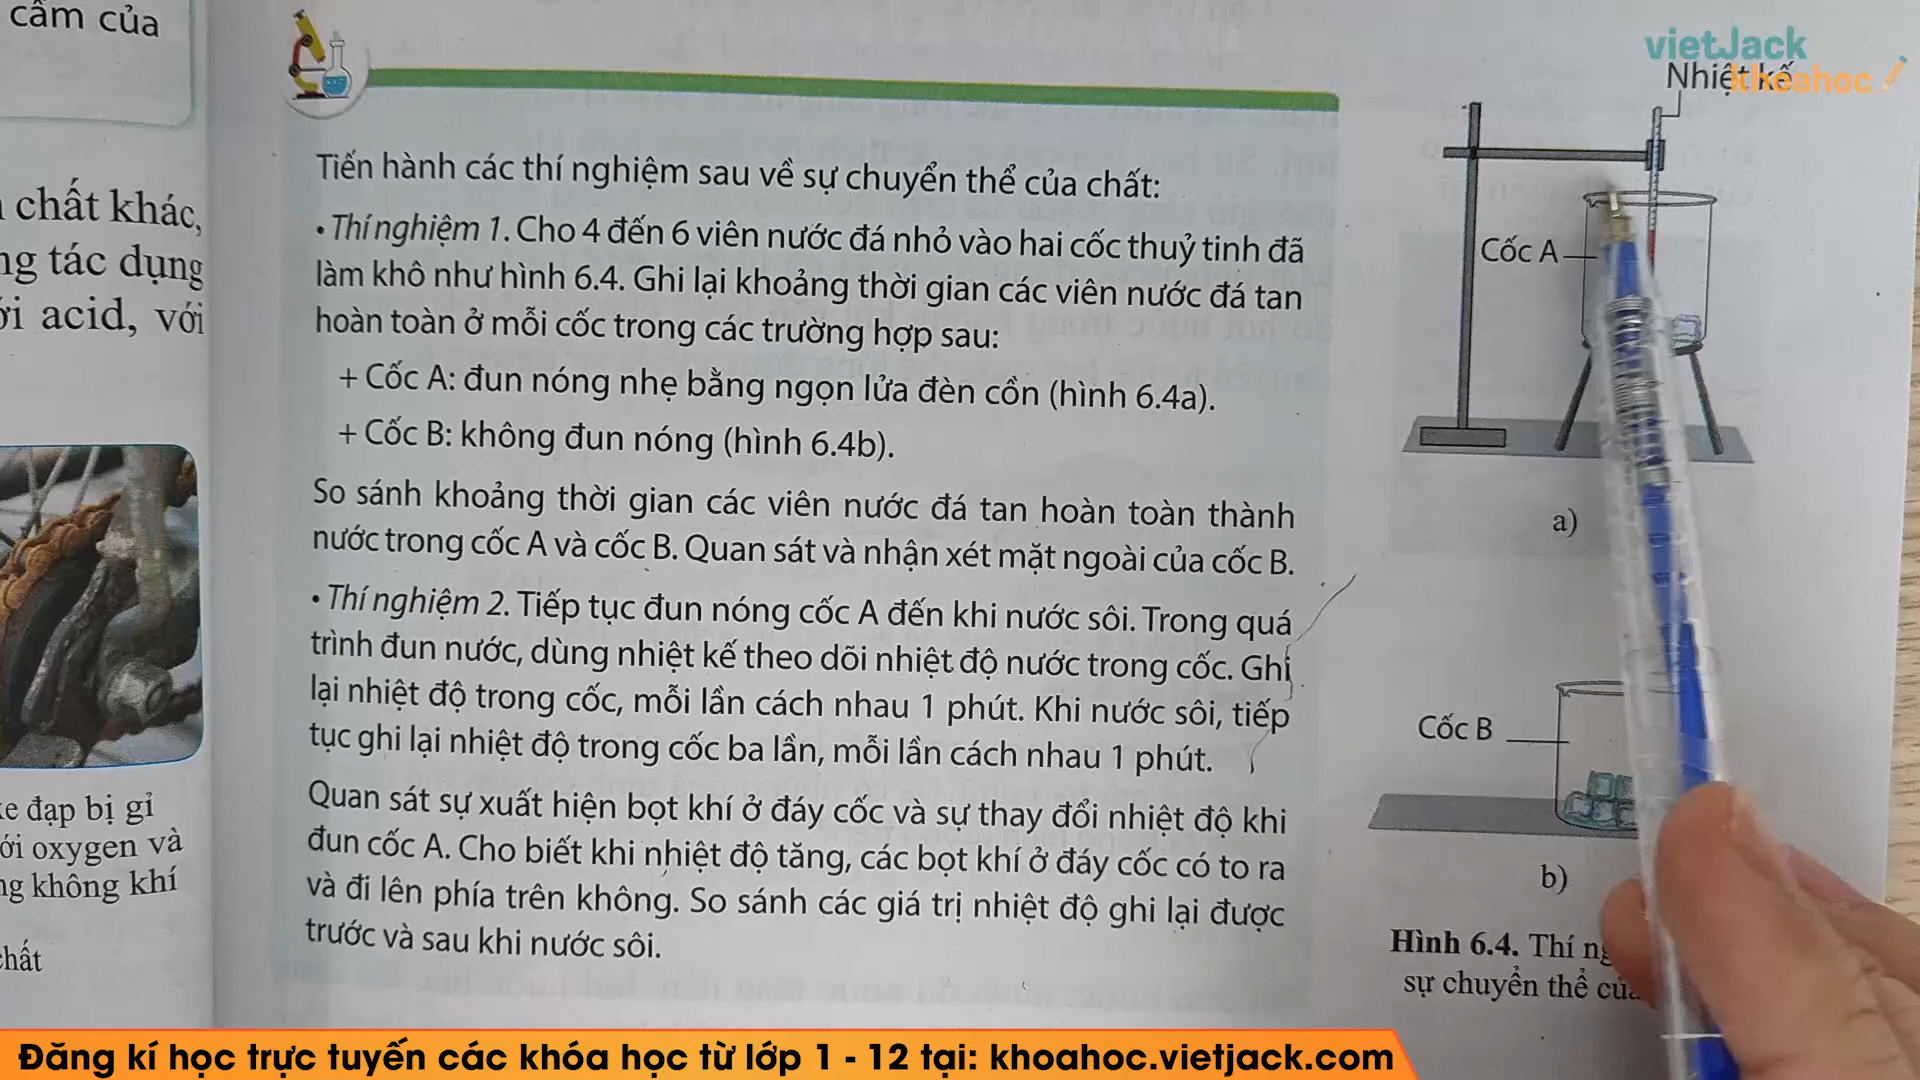 cầm của
chất khác,
ng tác dụng
ới acid, với
xe đạp bị gỉ
ới oxygen và
ng không khí
chất
Tiến hành các thí nghiệm sau về sự chuyển thể của chất:
• Thí nghiệm 1. Cho 4 đến 6 viên nước đá nhỏ vào hai cốc thuỷ tinh đã
làm khô như hình 6.4. Ghi lại khoảng thời gian các viên nước đá tan
hoàn toàn ở mỗi cốc trong các trường hợp sau:
+ Cốc A: đun nóng nhẹ bằng ngọn lửa đèn cồn (hình 6.4a).
+ Cốc B: không đun nóng (hình 6.4b).
So sánh khoảng thời gian các viên nước đá tan hoàn toàn thành
nước trong cốc A và cốc B. Quan sát và nhận xét mặt ngoài của cốc B.
• Thí nghiệm 2. Tiếp tục đun nóng cốc A đến khi nước sôi. Trong quá
trình đun nước, dùng nhiệt kế theo dõi nhiệt độ nước trong cốc. Ghi
lại nhiệt độ trong cốc, mỗi lần cách nhau 1 phút. Khi nước sôi, tiếp
tục ghi lại nhiệt độ trong cốc ba lần, mỗi lần cách nhau 1 phút.
Quan sát sự xuất hiện bọt khí ở đáy cốc và sự thay đổi nhiệt độ khi
đun cốc A. Cho biết khi nhiệt độ tăng, các bọt khí ở đáy cốc có to ra
và đi lên phía trên không. So sánh các giá trị nhiệt độ ghi lại được
trước và sau khi nước sôi.
vietJack
khoahoc
Nhiệt kế
Cốc A
a)
Cốc B
b)
Hình 6.4. Thí
sự chuyển thể
Đăng kí học trực tuyến các khóa học từ lớp 1 - 12 tại: khoahoc.vietjack.com